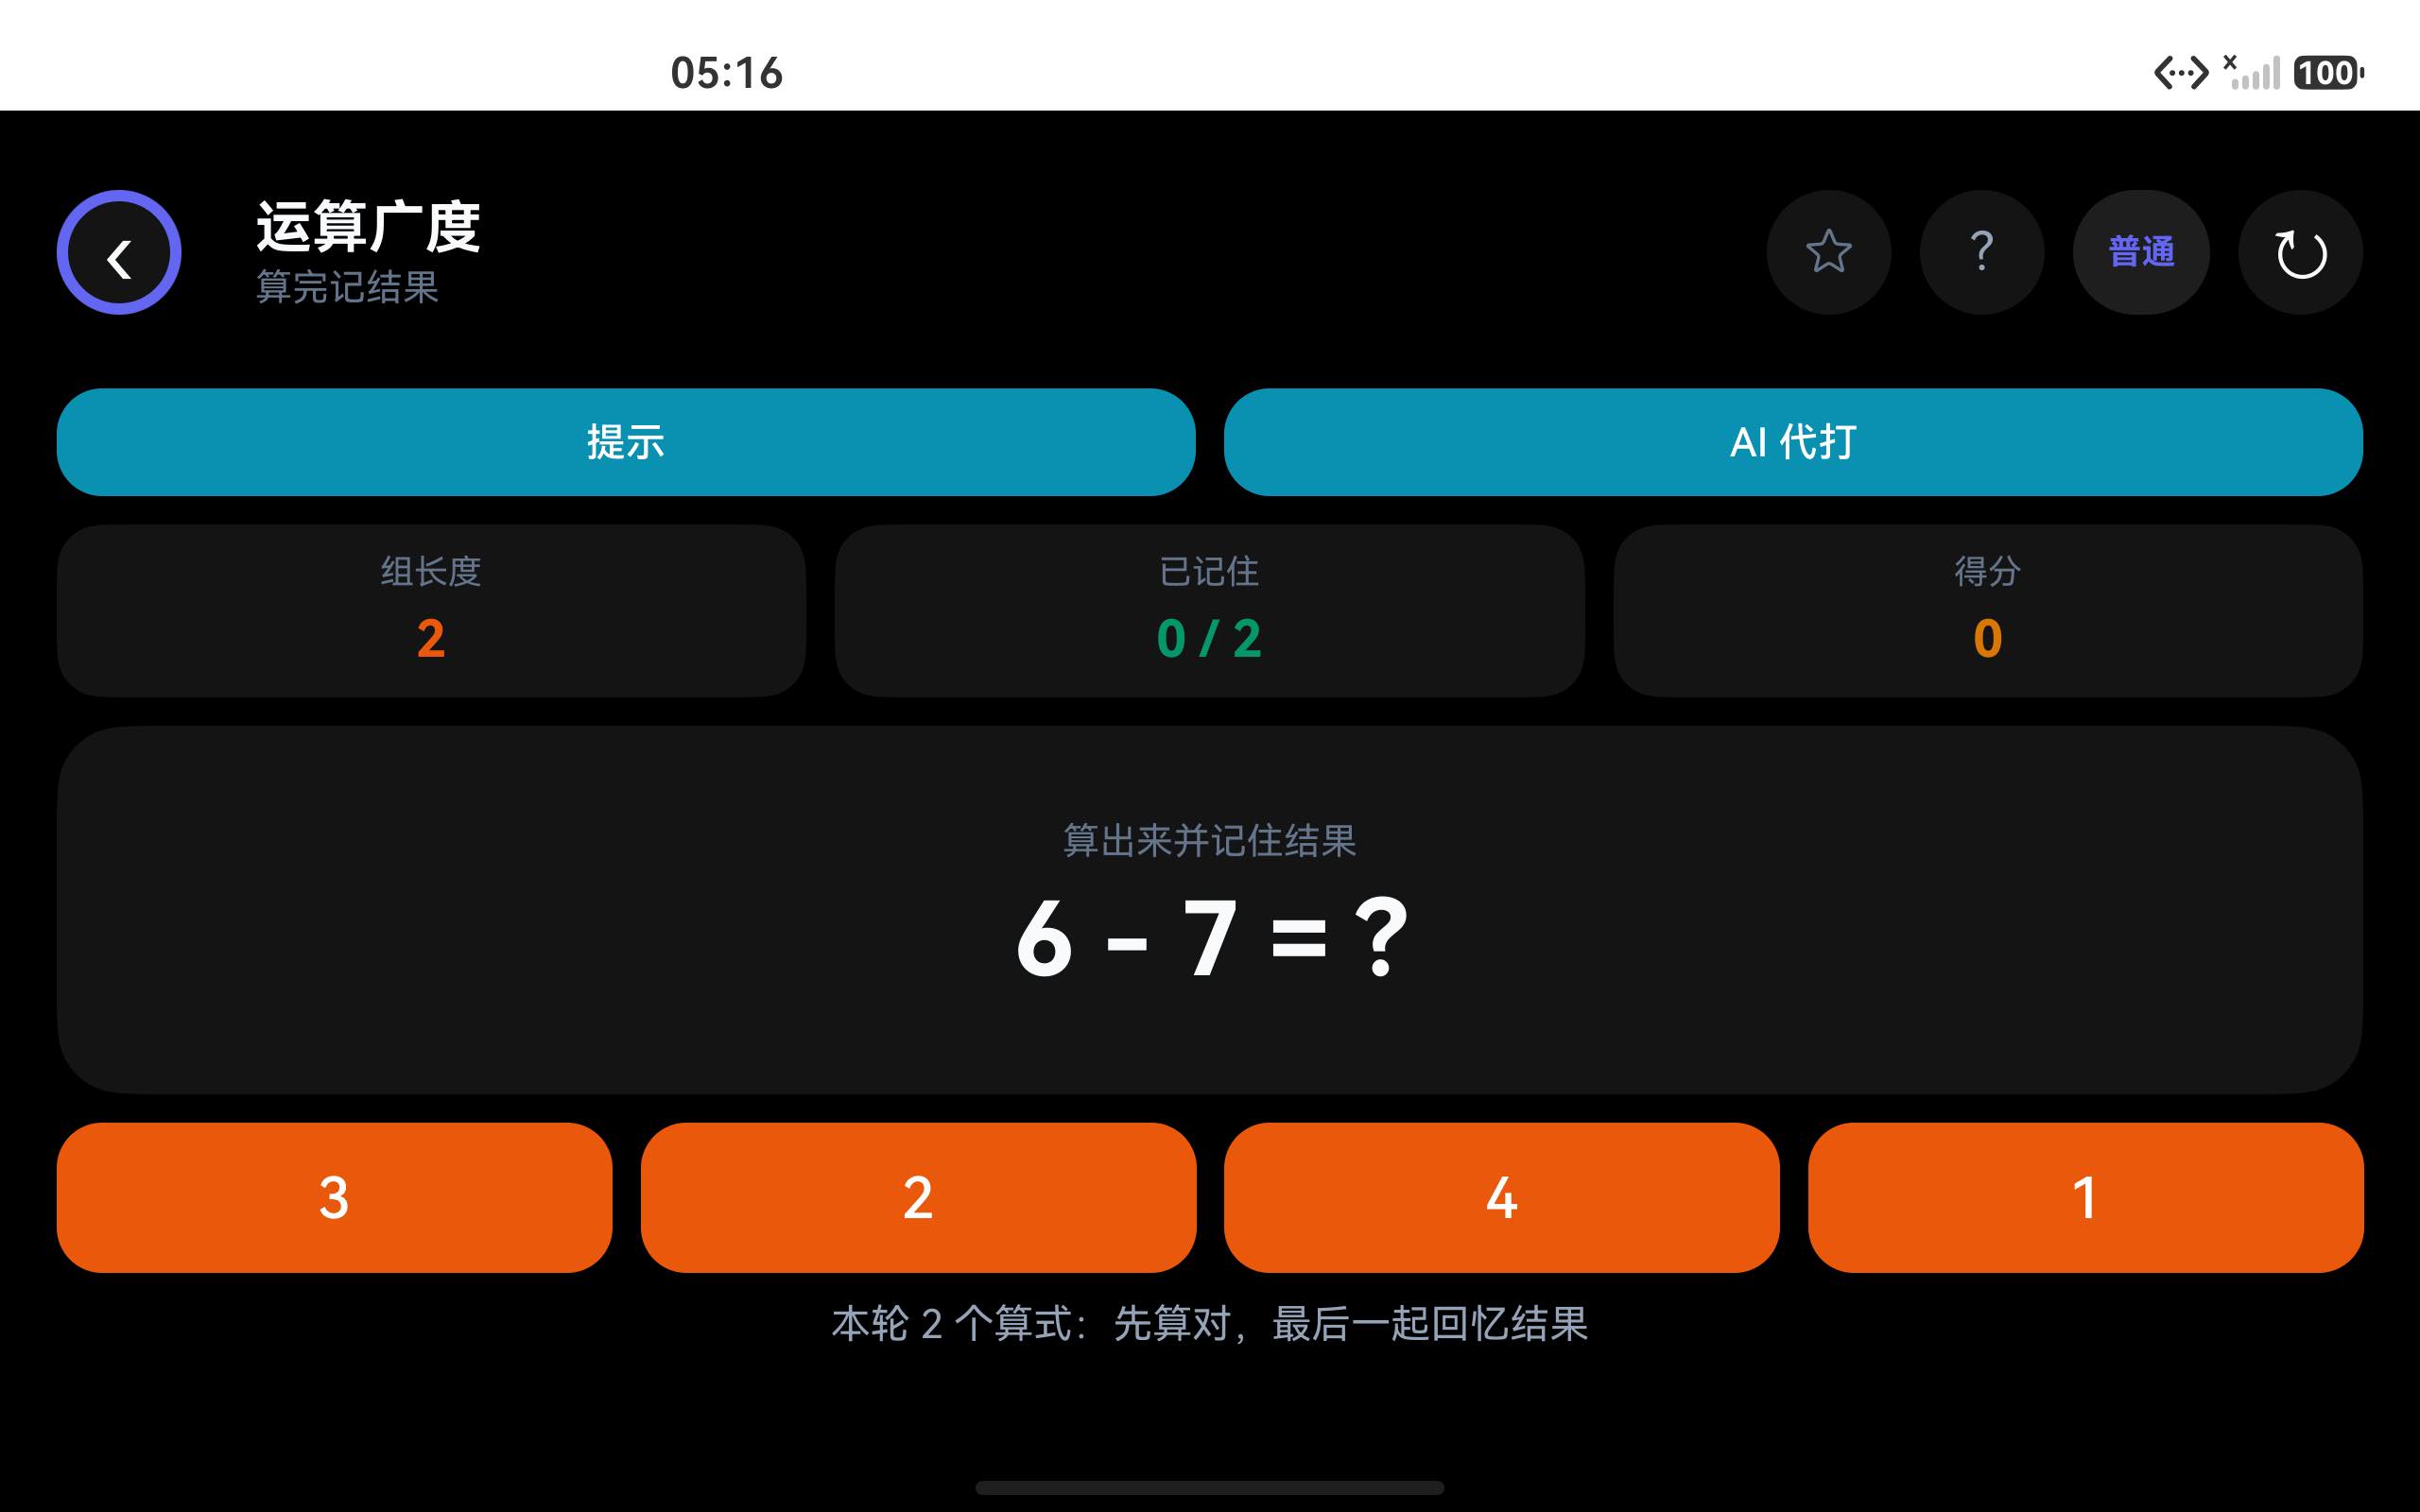 05:16
100
运算广度
算完记结果
?
普通
提示
AI 代打
组长度
2
已记住
0 / 2
得分
0
算出来并记住结果
6 - 7 = ?
3
2
4
1
本轮 2 个算式：先算对，最后一起回忆结果